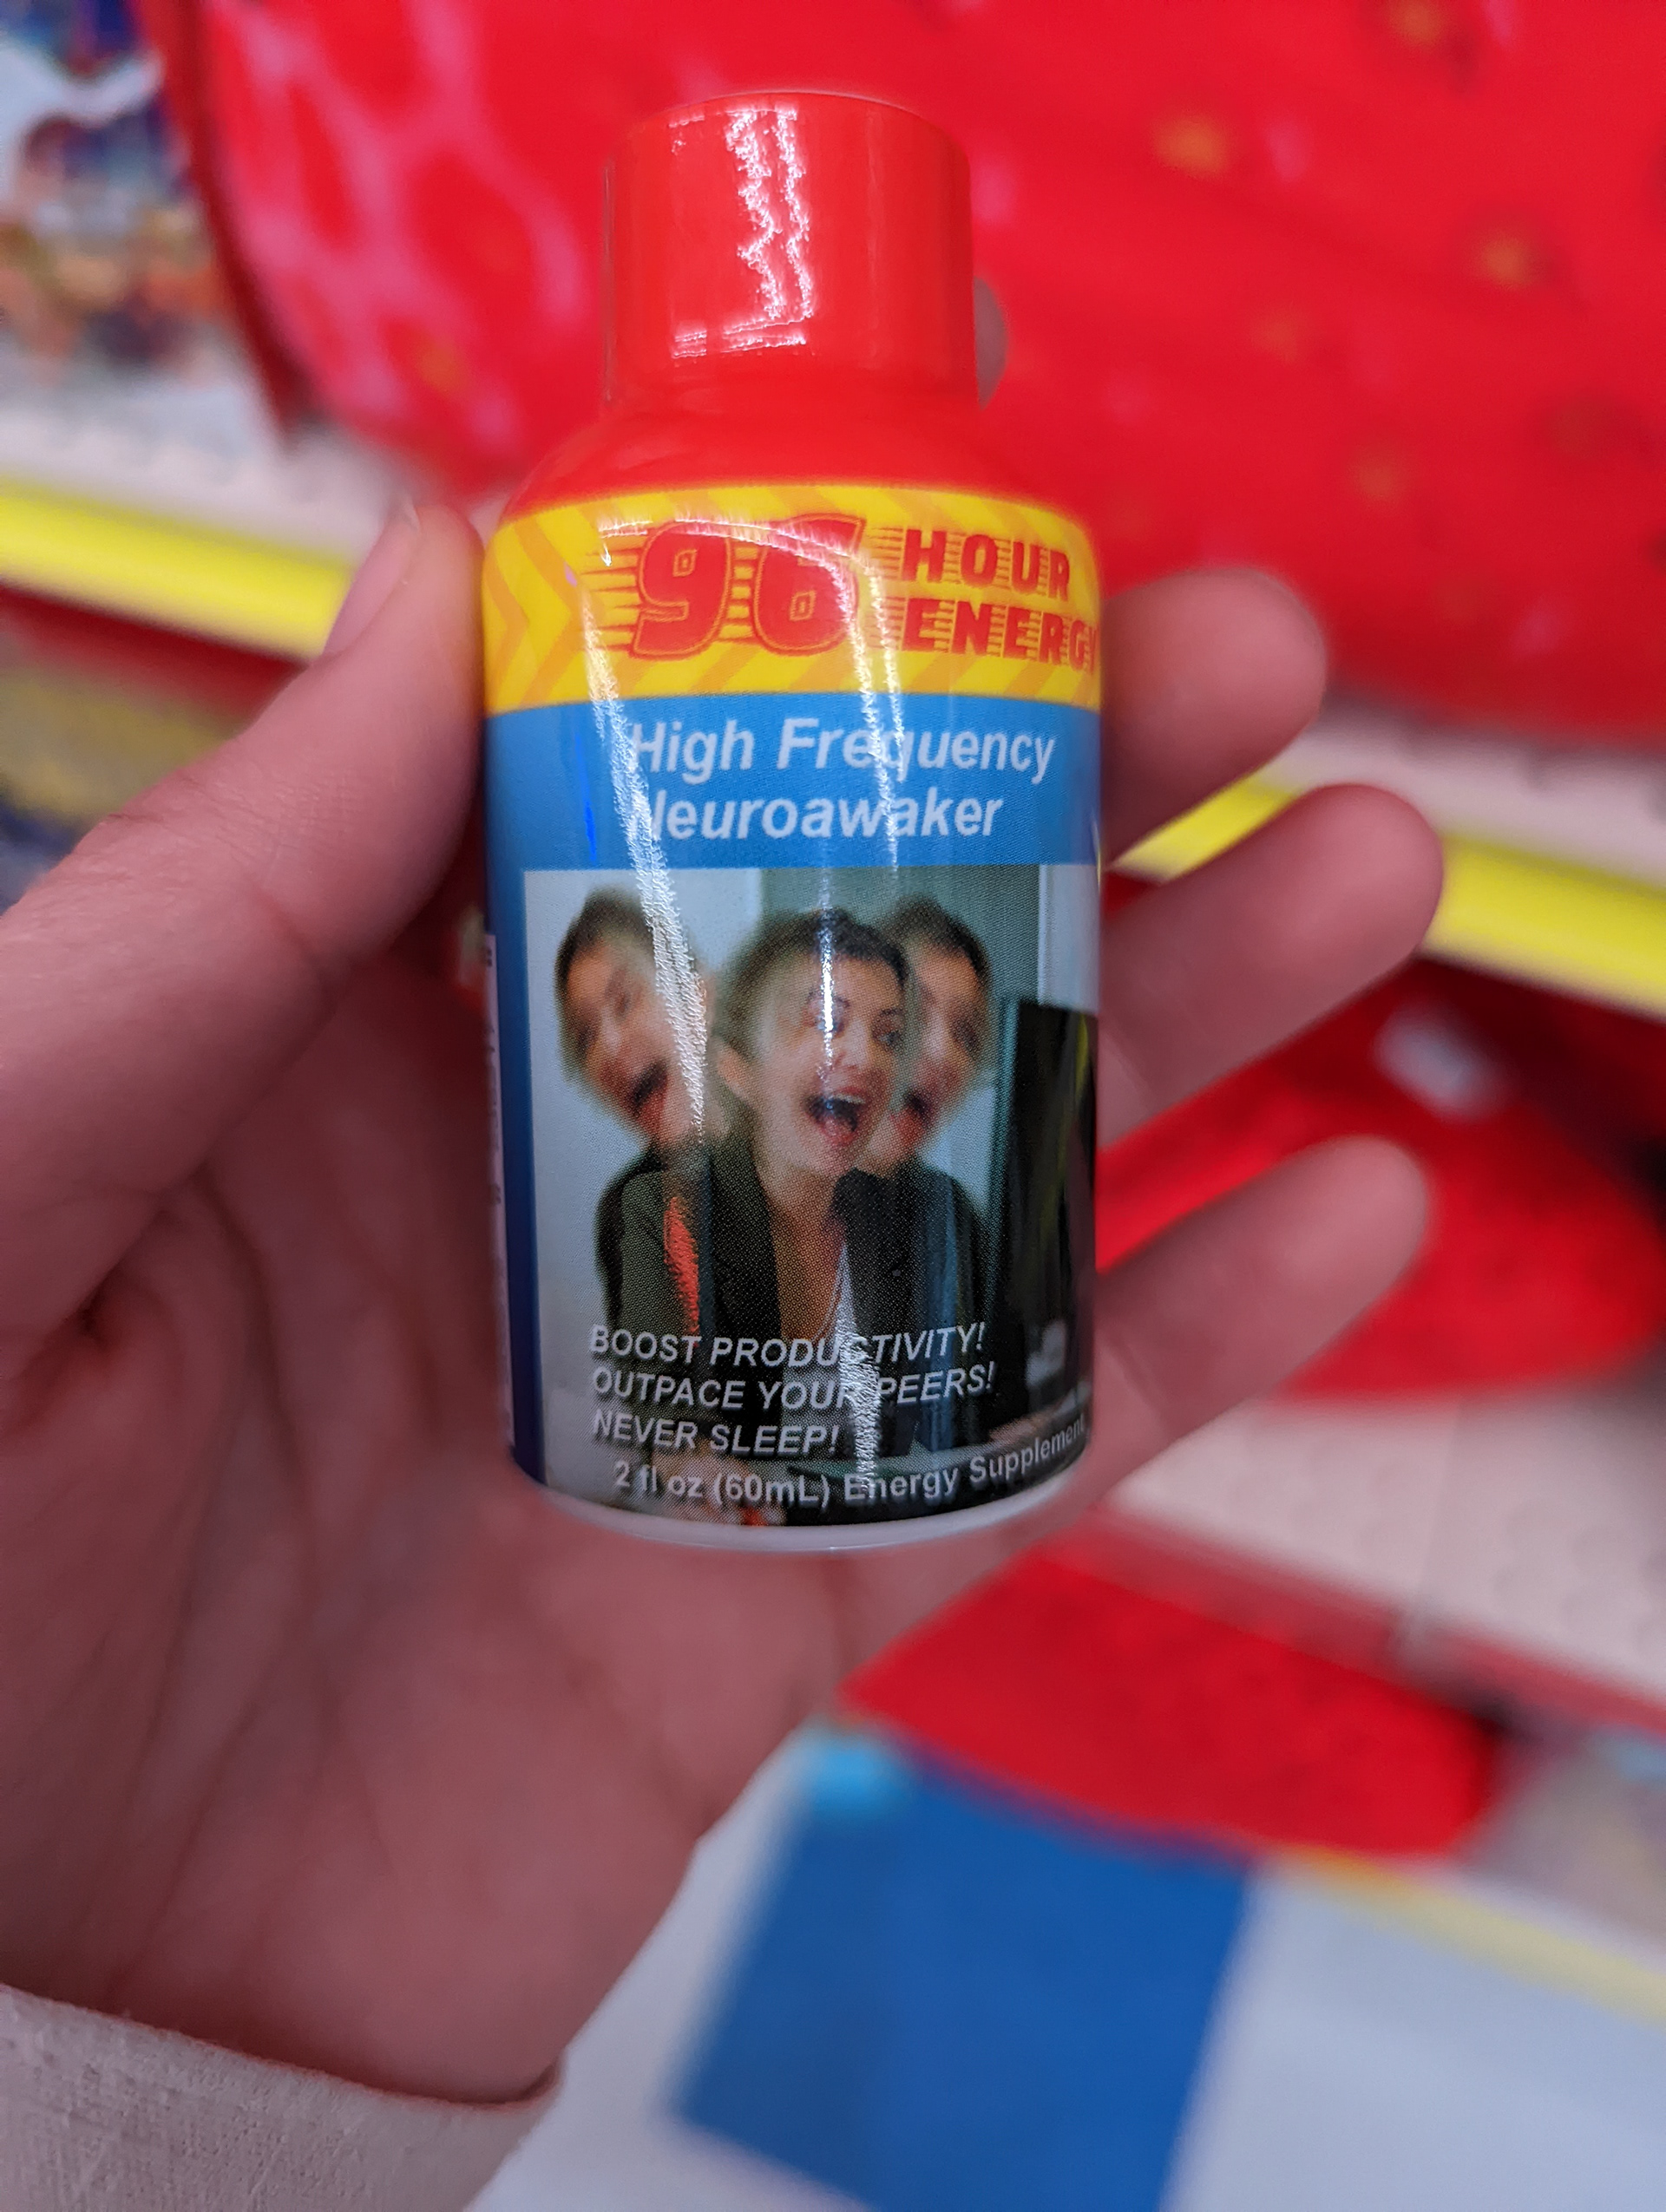 96 HOUR
ENERGY
High Frequency
Neuroawaker
BOOST PRODUCTIVITY!
OUTPACE YOUR PEERS!
NEVER SLEEP!
2 fl oz (60mL) Energy Supplement